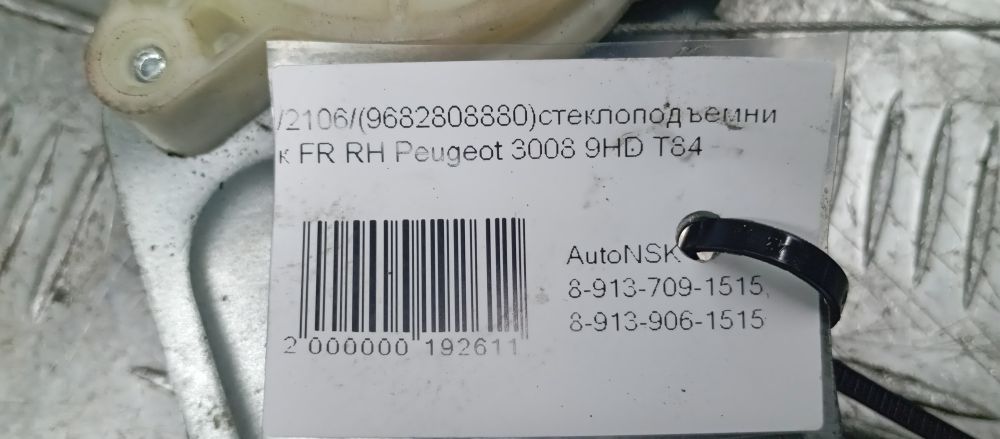 /2106/(9682808880)стеклоподъемни
к FR RH Peugeot 3008 9HD T84
AutoNSK
8-913-709-1515,
8-913-906-1515
2 000000 192611